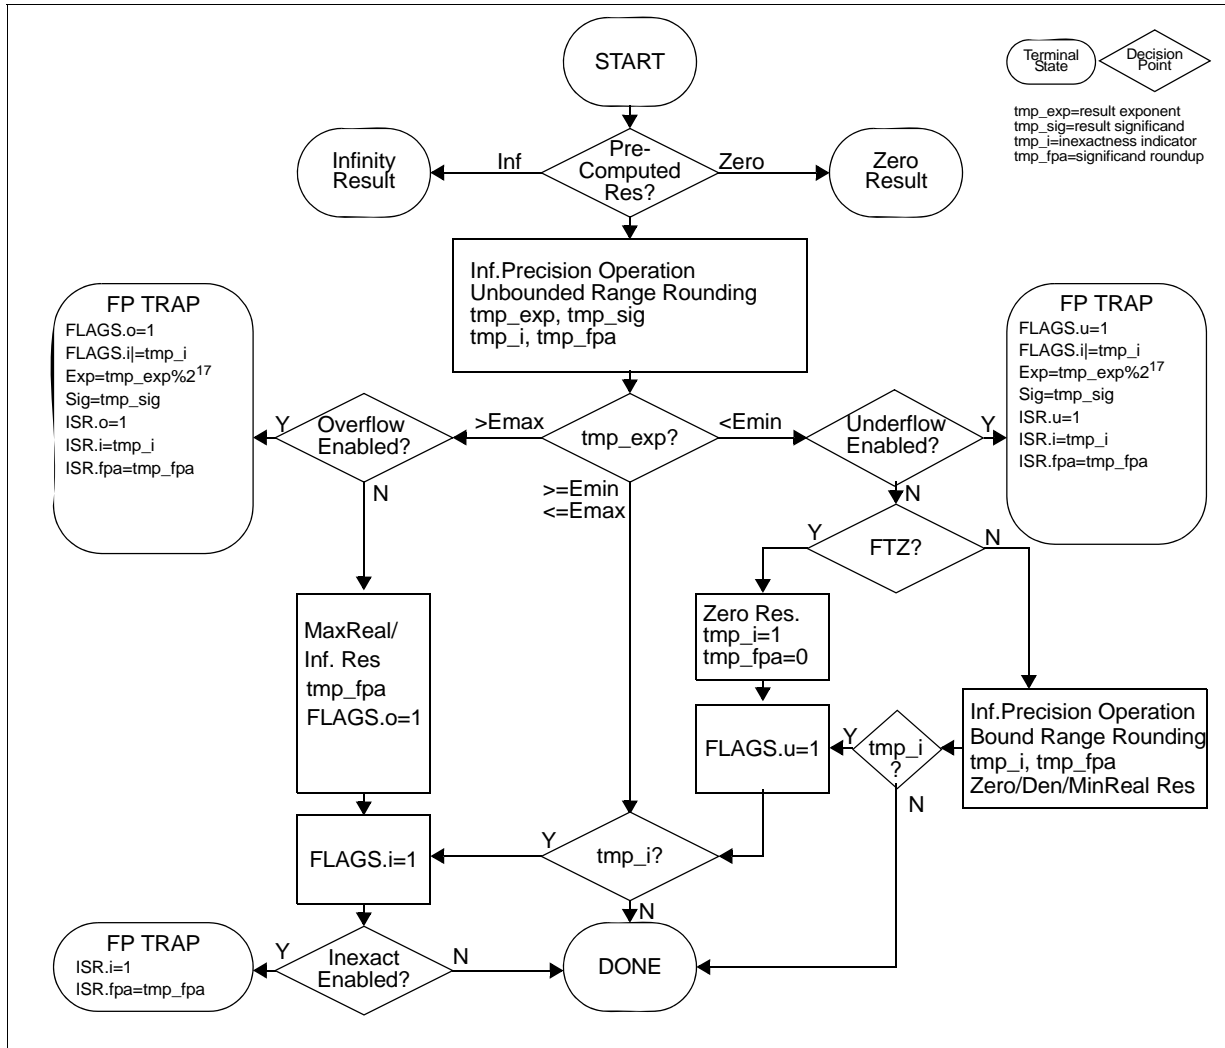 START
Terminal
State
Decision
Point
tmp_exp=result exponent
tmp_sig=result significand
tmp_i=inexactness indicator
tmp_fpa=significand roundup
Infinity
Result
Inf
Pre-
Computed
Res?
Zero
Zero
Result
Inf.Precision Operation
Unbounded Range Rounding
tmp_exp, tmp_sig
tmp_i, tmp_fpa
FP TRAP
FLAGS.o=1
FLAGS.i|=tmp_i
Exp=tmp_exp%2^17
Sig=tmp_sig
ISR.o=1
ISR.i=tmp_i
ISR.fpa=tmp_fpa
Y
Overflow
Enabled?
N
>Emax
tmp_exp?
<Emin
>=Emin
<=Emax
Underflow
Enabled?
Y
N
FP TRAP
FLAGS.u=1
FLAGS.i|=tmp_i
Exp=tmp_exp%2^17
Sig=tmp_sig
ISR.u=1
ISR.i=tmp_i
ISR.fpa=tmp_fpa
Y
FTZ?
N
MaxReal/
Inf. Res
tmp_fpa
FLAGS.o=1
Zero Res.
tmp_i=1
tmp_fpa=0
FLAGS.u=1
Y
tmp_i
?
N
Inf.Precision Operation
Bound Range Rounding
tmp_i, tmp_fpa
Zero/Den/MinReal Res
FLAGS.i=1
Y
tmp_i?
N
FP TRAP
ISR.i=1
ISR.fpa=tmp_fpa
Y
Inexact
Enabled?
N
DONE